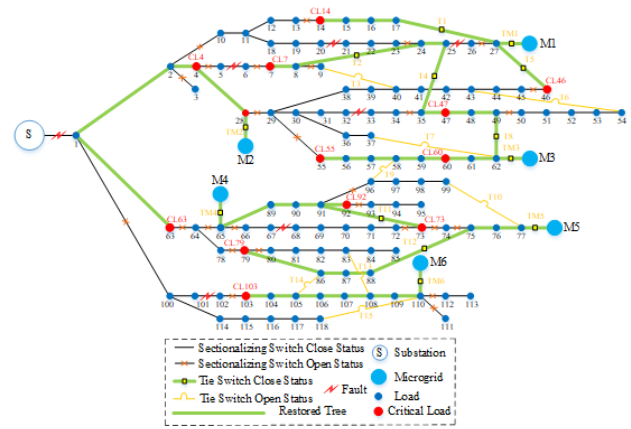 CL14
12 13 14 15 16 17
T1
TM1
M1
10 11
18 19 20 21 22 23 24 25 26 27
T2
T5
CL4
CL7
2 4 5 6 7 8 9
3
T3
T4
CL46
38 39 40 41 42 43 44 45 46
T6
S
1
28 29 30 31 32 33 34 35
CL47
47 48 49 50 51 52 53 54
TM2
M2
36 37
T7
T8
CL55
CL60
TM3
M3
55 56 57 58 59 60 61 62
M4
T9
96 97 98 99
T10
CL92
TM4
89 90 91 92 93 94 95
T11
CL63
CL73
TM5
M5
63 64 65 66 67 68 69 70 71 72 73 74 75 76 77
T12
CL79
78 79 80 81 82 83 84 85
M6
T13
T14
86 87 88
TM6
CL103
100 101 102 103 104 105 106 107 108 109 110 112 113
T15
114 115 116 117 118
111
Sectionalizing Switch Close Status
Sectionalizing Switch Open Status
Tie Switch Close Status
Tie Switch Open Status
Restored Tree
Fault
S Substation
Microgrid
Load
Critical Load